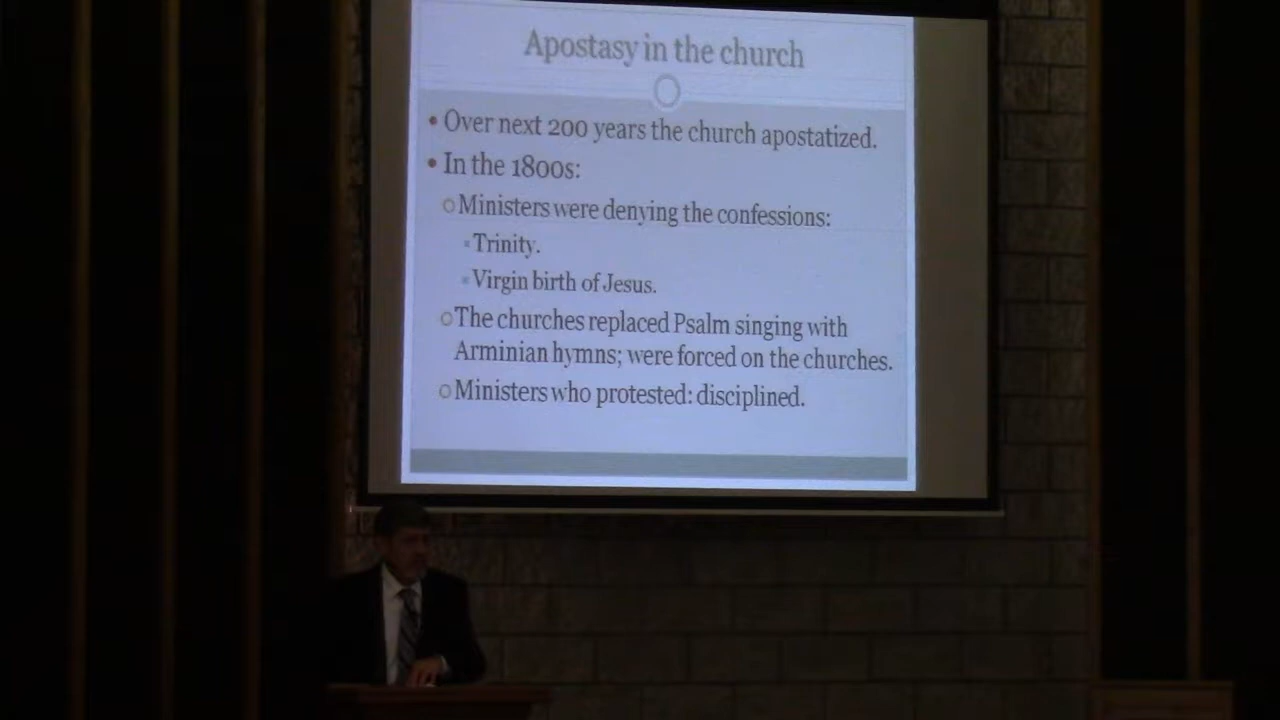 Apostasy in the church
• Over next 200 years the church apostatized.
• In the 1800s:
○ Ministers were denying the confessions:
▪ Trinity.
▪ Virgin birth of Jesus.
○ The churches replaced Psalm singing with
Arminian hymns; were forced on the churches.
○ Ministers who protested: disciplined.